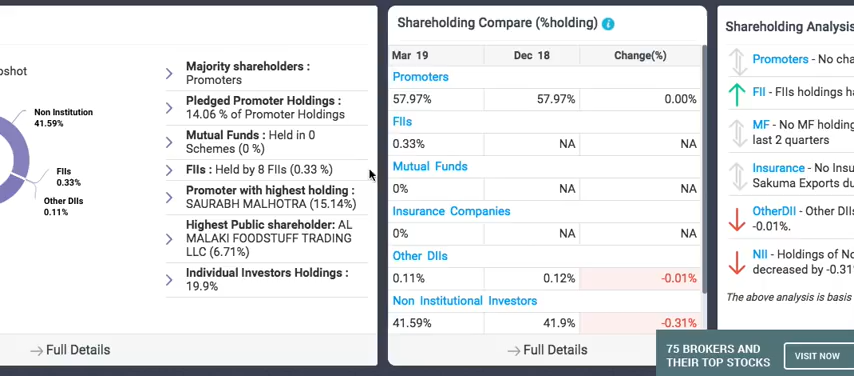 pshot
Non Institution
41.59%
FIIs
0.33%
Other DIIs
0.11%
Majority shareholders :
Promoters
Pledged Promoter Holdings :
14.06 % of Promoter Holdings
Mutual Funds : Held in 0
Schemes (0 %)
FIIs : Held by 8 FIIs (0.33 %)
Promoter with highest holding :
SAURABH MALHOTRA (15.14%)
Highest Public shareholder: AL
MALAKI FOODSTUFF TRADING
LLC (6.71%)
Individual Investors Holdings :
19.9%
Full Details
Shareholding Compare (%holding)
Mar 19 Dec 18 Change(%)
Promoters
57.97% 57.97% 0.00%
FIIs
0.33% NA NA
Mutual Funds
0% NA NA
Insurance Companies
0% NA NA
Other DIIs
0.11% 0.12% -0.01%
Non Institutional Investors
41.59% 41.9% -0.31%
Full Details
Shareholding Analysis
Promoters - No cha
FII - FIIs holdings ha
MF - No MF holding
last 2 quarters
Insurance - No Insu
Sakuma Exports du
OtherDII - Other DIIs
-0.01%.
NII - Holdings of No
decreased by -0.31%
The above analysis is basis
75 BROKERS AND
THEIR TOP STOCKS
VISIT NOW